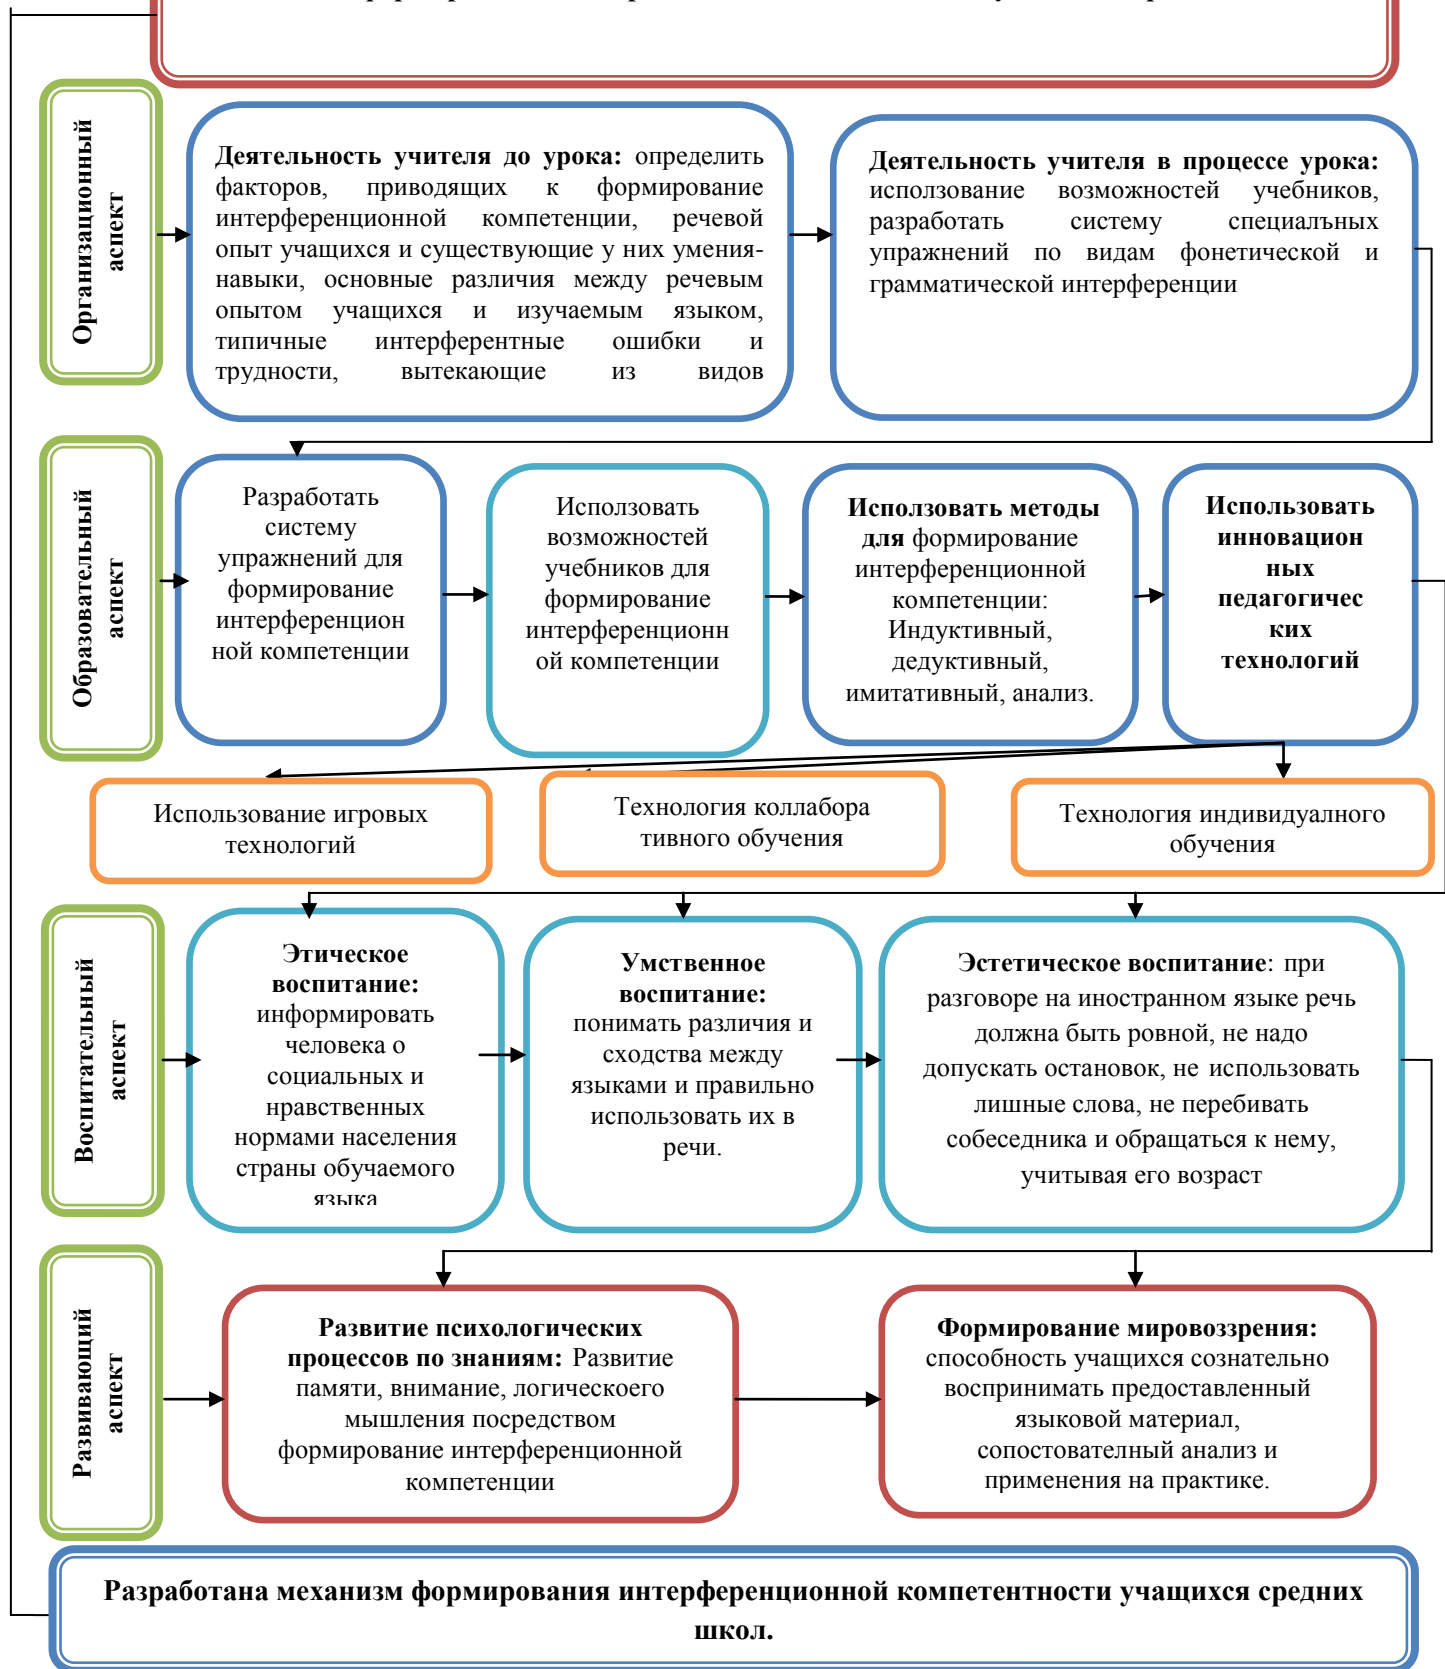 Организационный
аспект
Деятельность учителя до урока: определить
факторов, приводящих к формирование
интерференционной компетенции, речевой
опыт учащихся и существующие у них умения-
навыки, основные различия между речевым
опытом учащихся и изучаемым языком,
типичные интерферентные ошибки и
трудности, вытекающие из видов
Деятельность учителя в процессе урока:
исползование возможностей учебников,
разработать систему специалъных
упражнений по видам фонетической и
грамматической интерференции
Образовательный
аспект
Разработать
систему
упражнений для
формирование
интерференцион
ной компетенции
Исползовать
возможностей
учебников для
формирование
интерференционн
ой компетенции
Исползовать методы
для формирование
интерференционной
компетенции:
Индуктивный,
дедуктивный,
имитативный, анализ.
Использовать
инновацион
ных
педагогичес
ких
технологий
Использование игровых
технологий
Технология коллабора
тивного обучения
Технология индивидуалного
обучения
Воспитательный
аспект
Этическое
воспитание:
информировать
человека о
социальных и
нравственных
нормами населения
страны обучаемого
языка
Умственное
воспитание:
понимать различия и
сходства между
языками и правильно
использовать их в
речи.
Эстетическое воспитание: при
разговоре на иностранном языке речь
должна быть ровной, не надо
допускать остановок, не использовать
лишные слова, не перебивать
собеседника и обращаться к нему,
учитывая его возраст
Развивающий
аспект
Развитие психологических
процессов по знаниям: Развитие
памяти, внимание, логическоего
мышления посредством
формирование интерференционной
компетенции
Формирование мировоззрения:
способность учащихся сознательно
воспринимать предоставленный
языковой материал,
сопостователный анализ и
применения на практике.
Разработана механизм формирования интерференционной компетентности учащихся средних
школ.